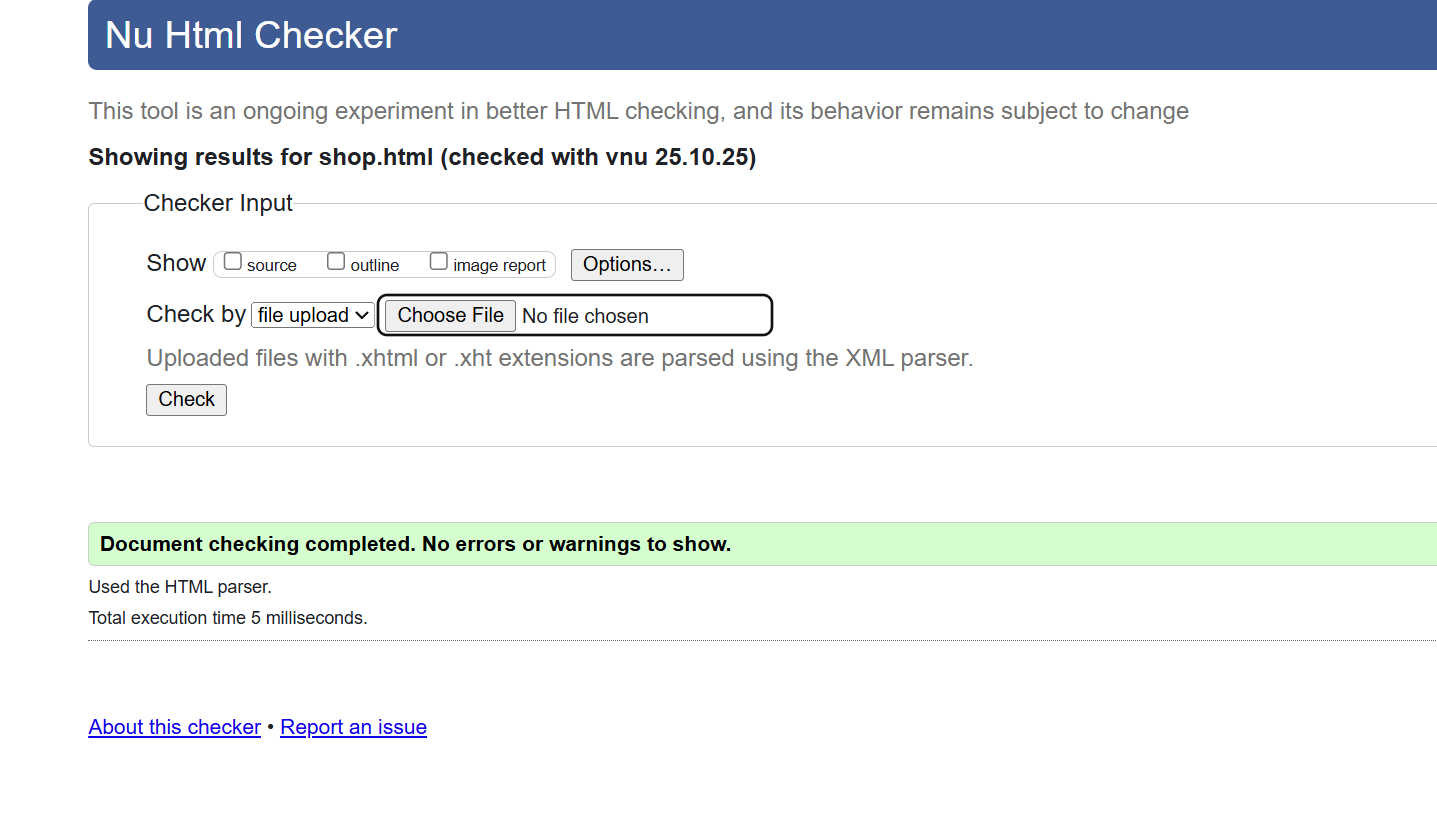 Nu Html Checker
This tool is an ongoing experiment in better HTML checking, and its behavior remains subject to change
Showing results for shop.html (checked with vnu 25.10.25)
Checker Input
Show source outline image report Options…
Check by file upload Choose File No file chosen
Uploaded files with .xhtml or .xht extensions are parsed using the XML parser.
Check
Document checking completed. No errors or warnings to show.
Used the HTML parser.
Total execution time 5 milliseconds.
About this checker • Report an issue